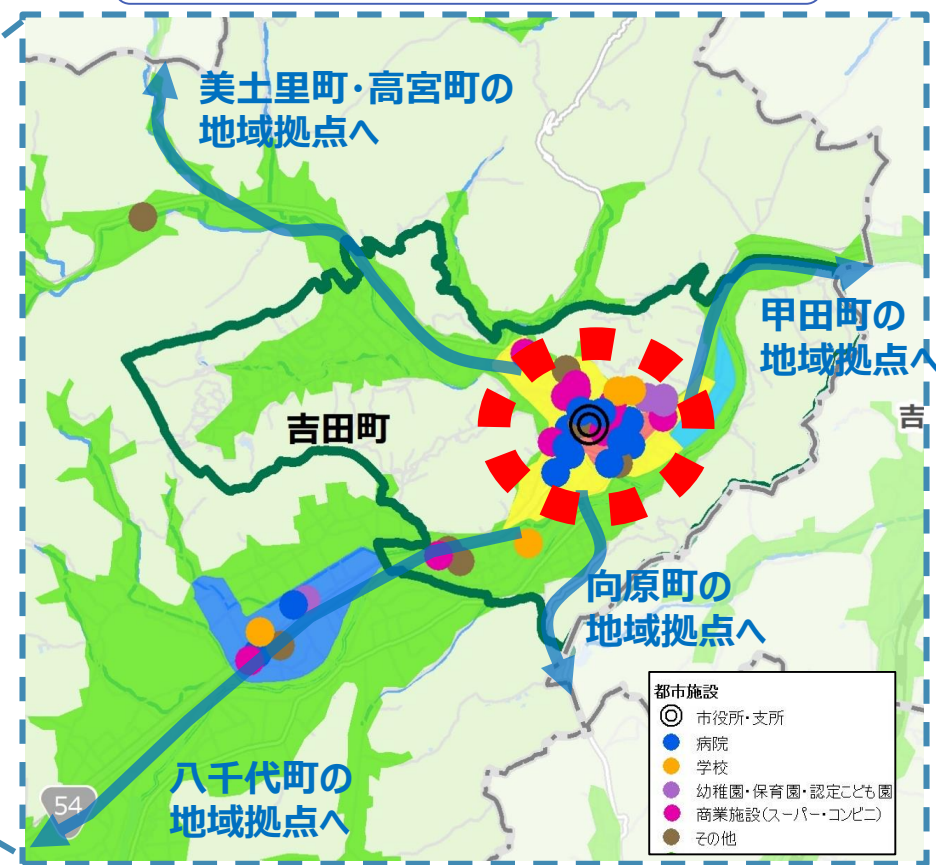 美土里町・高宮町の
地域拠点へ
甲田町の
地域拠点へ
吉
吉田町
向原町の
地域拠点へ
八千代町の
地域拠点へ
54
都市施設
市役所・支所
病院
学校
幼稚園・保育園・認定こども園
商業施設(スーパー・コンビニ)
その他